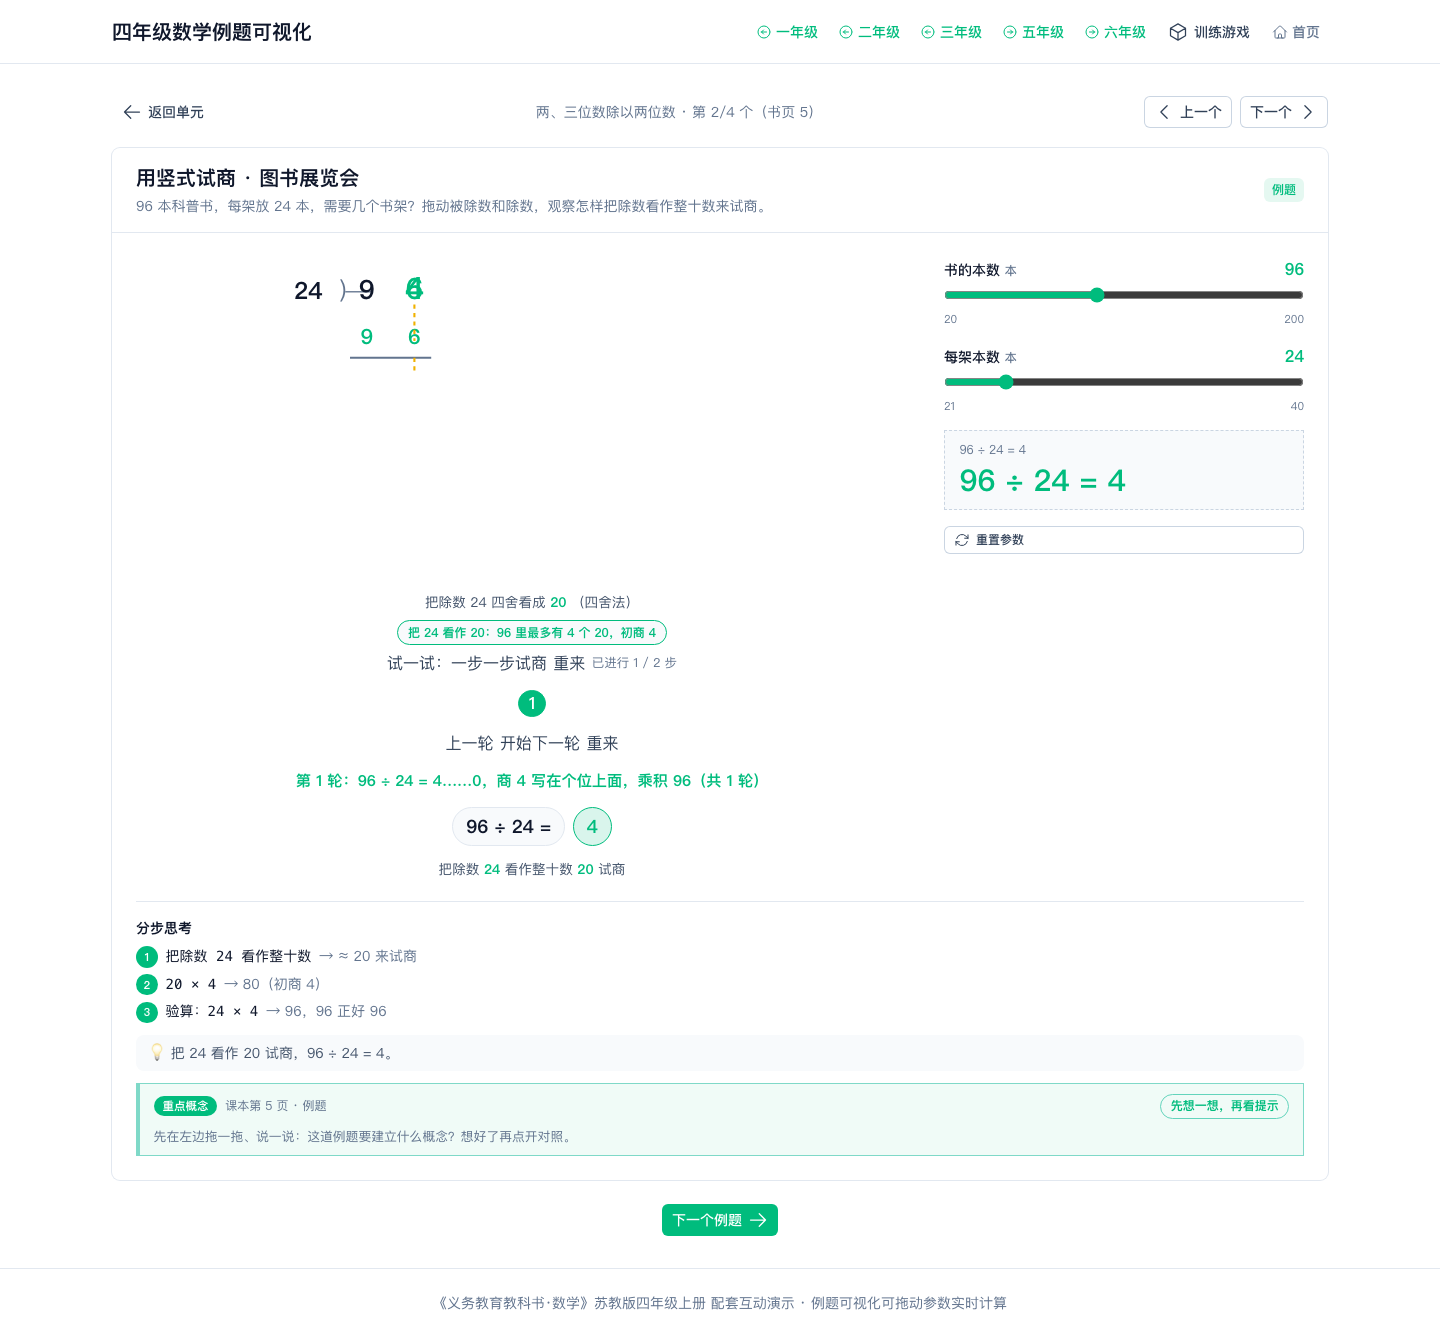 四年级数学例题可视化
一年级 二年级 三年级 五年级 六年级 训练游戏 首页
返回单元
两、三位数除以两位数 · 第 2/4 个（书页 5）
上一个 下一个
用竖式试商 · 图书展览会
例题
96 本科普书，每架放 24 本，需要几个书架？拖动被除数和除数，观察怎样把除数看作整十数来试商。
24 ) 9
9 6
书的本数 本 96
20 200
每架本数 本 24
21 40
96 ÷ 24 = 4
96 ÷ 24 = 4
重置参数
把除数 24 四舍看成 20 （四舍法）
把 24 看作 20：96 里最多有 4 个 20，初商 4
试一试：一步一步试商 重来 已进行 1 / 2 步
1
上一轮 开始下一轮 重来
第 1 轮：96 ÷ 24 = 4……0，商 4 写在个位上面，乘积 96（共 1 轮）
96 ÷ 24 = 4
把除数 24 看作整十数 20 试商
分步思考
1 把除数 24 看作整十数 → ≈ 20 来试商
2 20 × 4 → 80（初商 4）
3 验算：24 × 4 → 96，96 正好 96
💡 把 24 看作 20 试商，96 ÷ 24 = 4。
重点概念 课本第 5 页 · 例题
先想一想，再看提示
先在左边拖一拖、说一说：这道例题要建立什么概念？想好了再点开对照。
下一个例题 →
《义务教育教科书·数学》苏教版四年级上册 配套互动演示 · 例题可视化可拖动参数实时计算